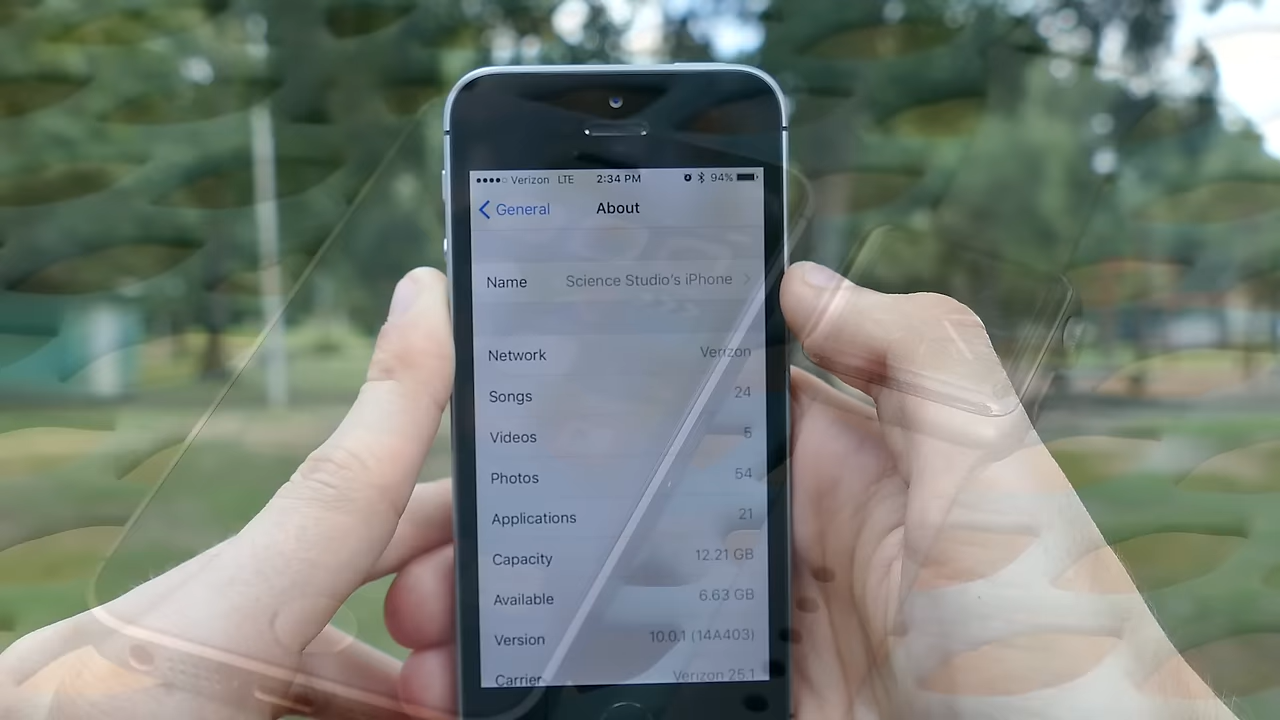 Verizon LTE 2:34 PM 94%
General About
Name Science Studio's iPhone
Network Verizon
Songs 24
Videos 5
Photos 54
Applications 21
Capacity 12.21 GB
Available 6.63 GB
Version 10.0.1 (14A403)
Carrier Verizon 25.1